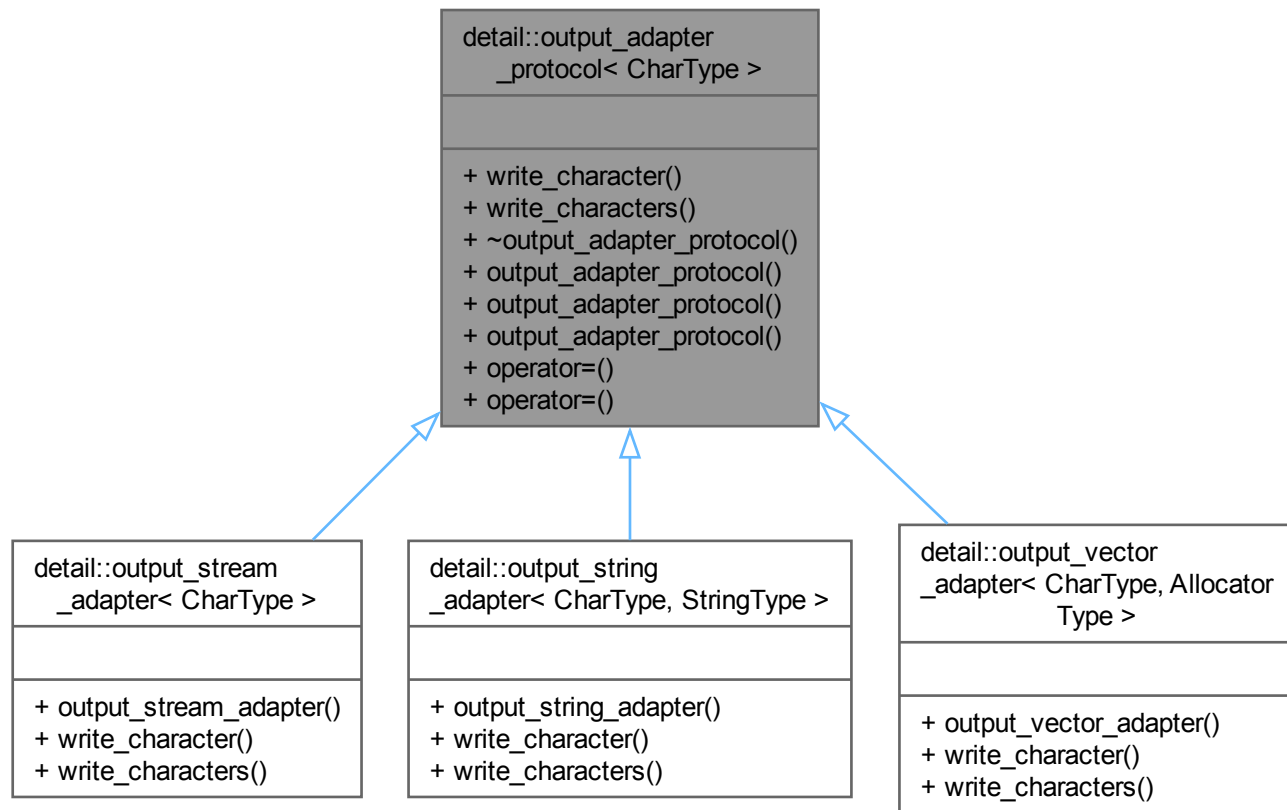 detail::output_adapter
_protocol< CharType >
+ write_character()
+ write_characters()
+ ~output_adapter_protocol()
+ output_adapter_protocol()
+ output_adapter_protocol()
+ output_adapter_protocol()
+ operator=()
+ operator=()
detail::output_stream
_adapter< CharType >
+ output_stream_adapter()
+ write_character()
+ write_characters()
detail::output_string
_adapter< CharType, StringType >
+ output_string_adapter()
+ write_character()
+ write_characters()
detail::output_vector
_adapter< CharType, Allocator
Type >
+ output_vector_adapter()
+ write_character()
+ write_characters()